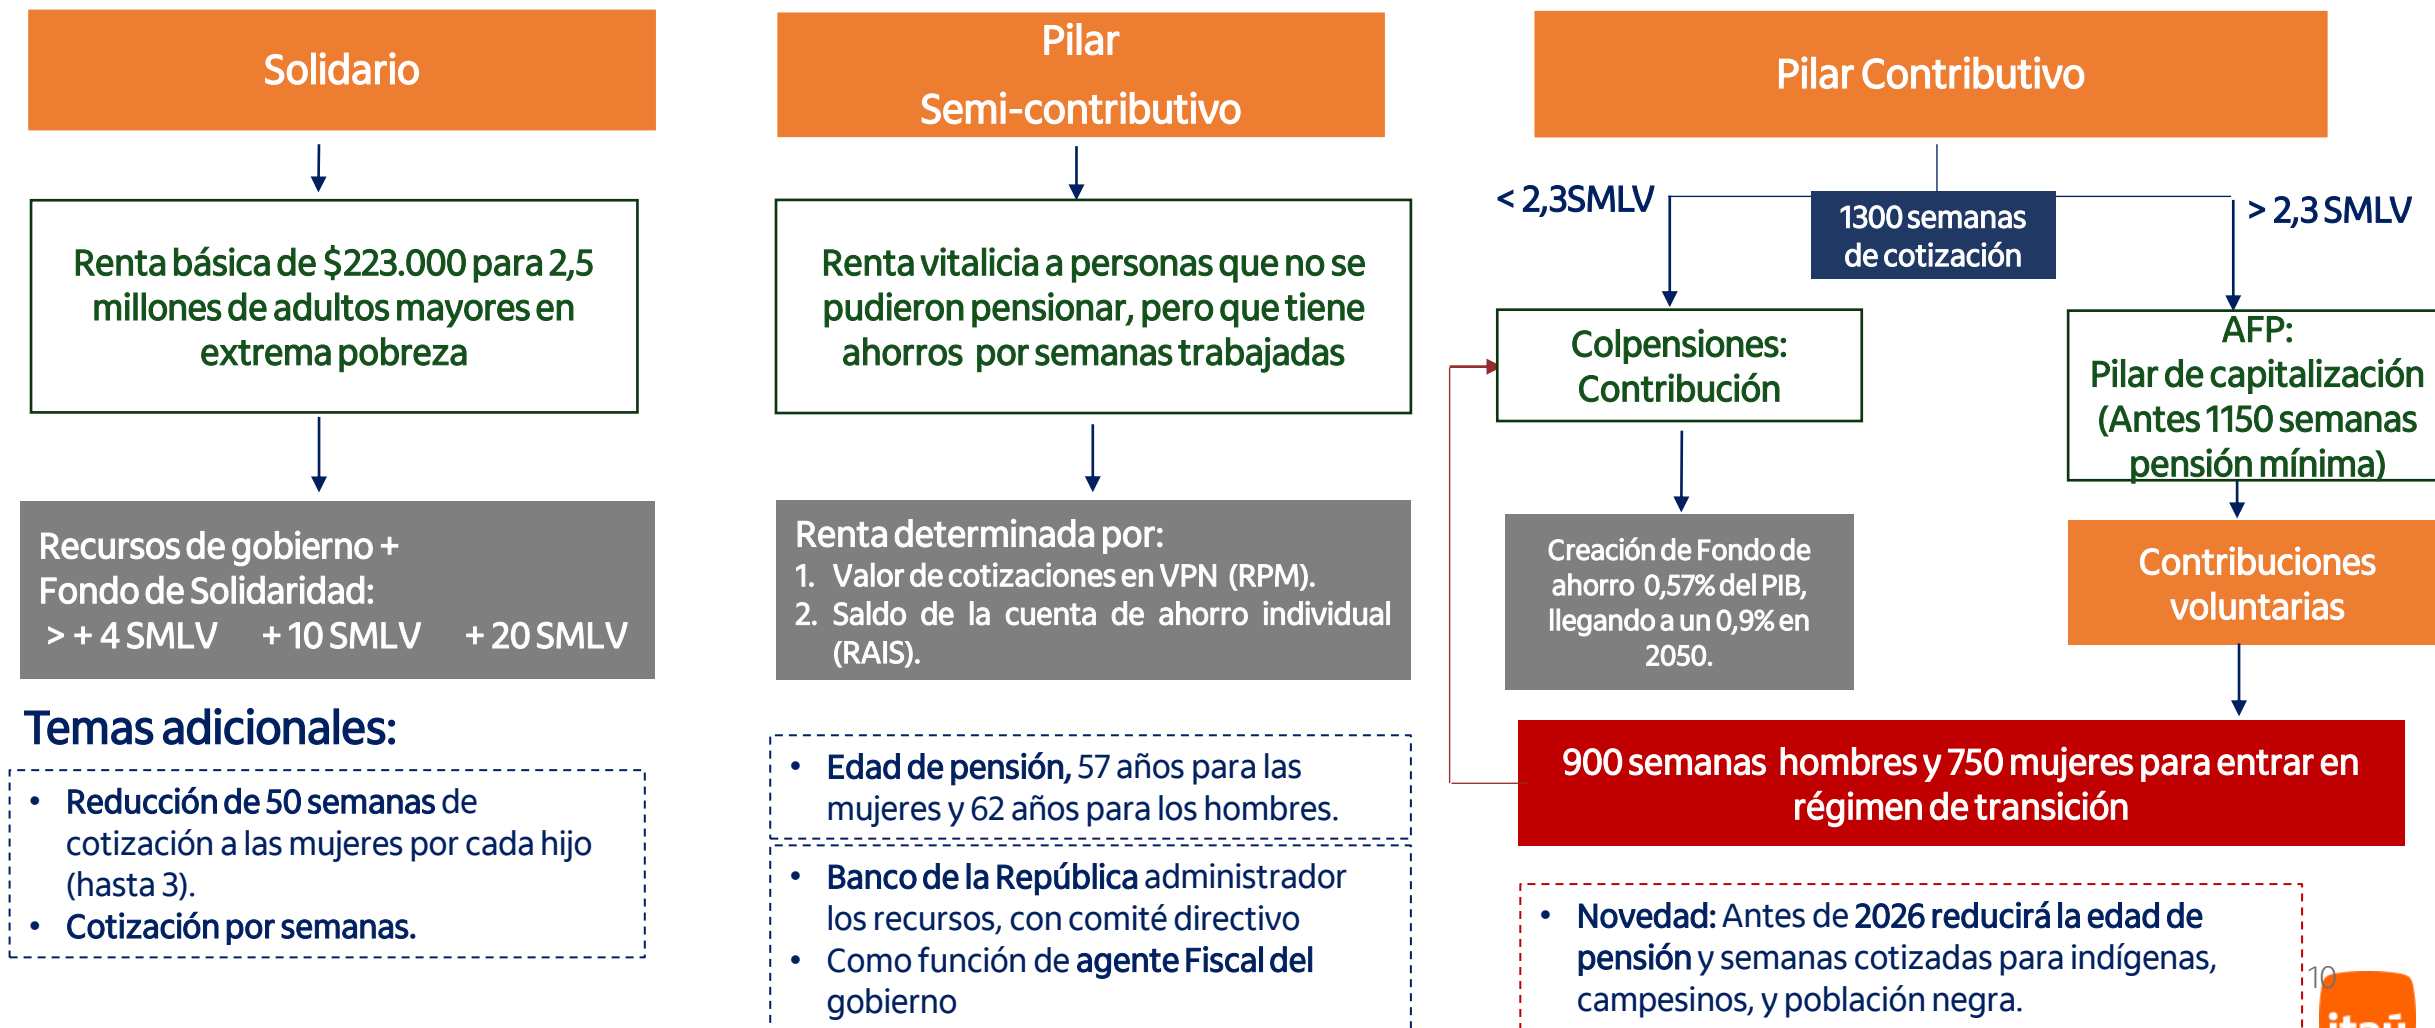 Solidario
Renta básica de $223.000 para 2,5
millones de adultos mayores en
extrema pobreza
Recursos de gobierno +
Fondo de Solidaridad:
> + 4 SMLV + 10 SMLV + 20 SMLV
Temas adicionales:
• Reducción de 50 semanas de
cotización a las mujeres por cada hijo
(hasta 3).
• Cotización por semanas.
Pilar
Semi-contributivo
Renta vitalicia a personas que no se
pudieron pensionar, pero que tiene
ahorros por semanas trabajadas
Renta determinada por:
1. Valor de cotizaciones en VPN (RPM).
2. Saldo de la cuenta de ahorro individual
(RAIS).
• Edad de pensión, 57 años para las
mujeres y 62 años para los hombres.
• Banco de la República administrador
los recursos, con comité directivo
• Como función de agente Fiscal del
gobierno
Pilar Contributivo
< 2,3SMLV
1300 semanas
de cotización
> 2,3 SMLV
Colpensiones:
Contribución
AFP:
Pilar de capitalización
(Antes 1150 semanas
pensión mínima)
Creación de Fondo de
ahorro 0,57% del PIB,
llegando a un 0,9% en
2050.
Contribuciones
voluntarias
900 semanas hombres y 750 mujeres para entrar en
régimen de transición
• Novedad: Antes de 2026 reducirá la edad de
pensión y semanas cotizadas para indígenas,
campesinos, y población negra.
10
itaú